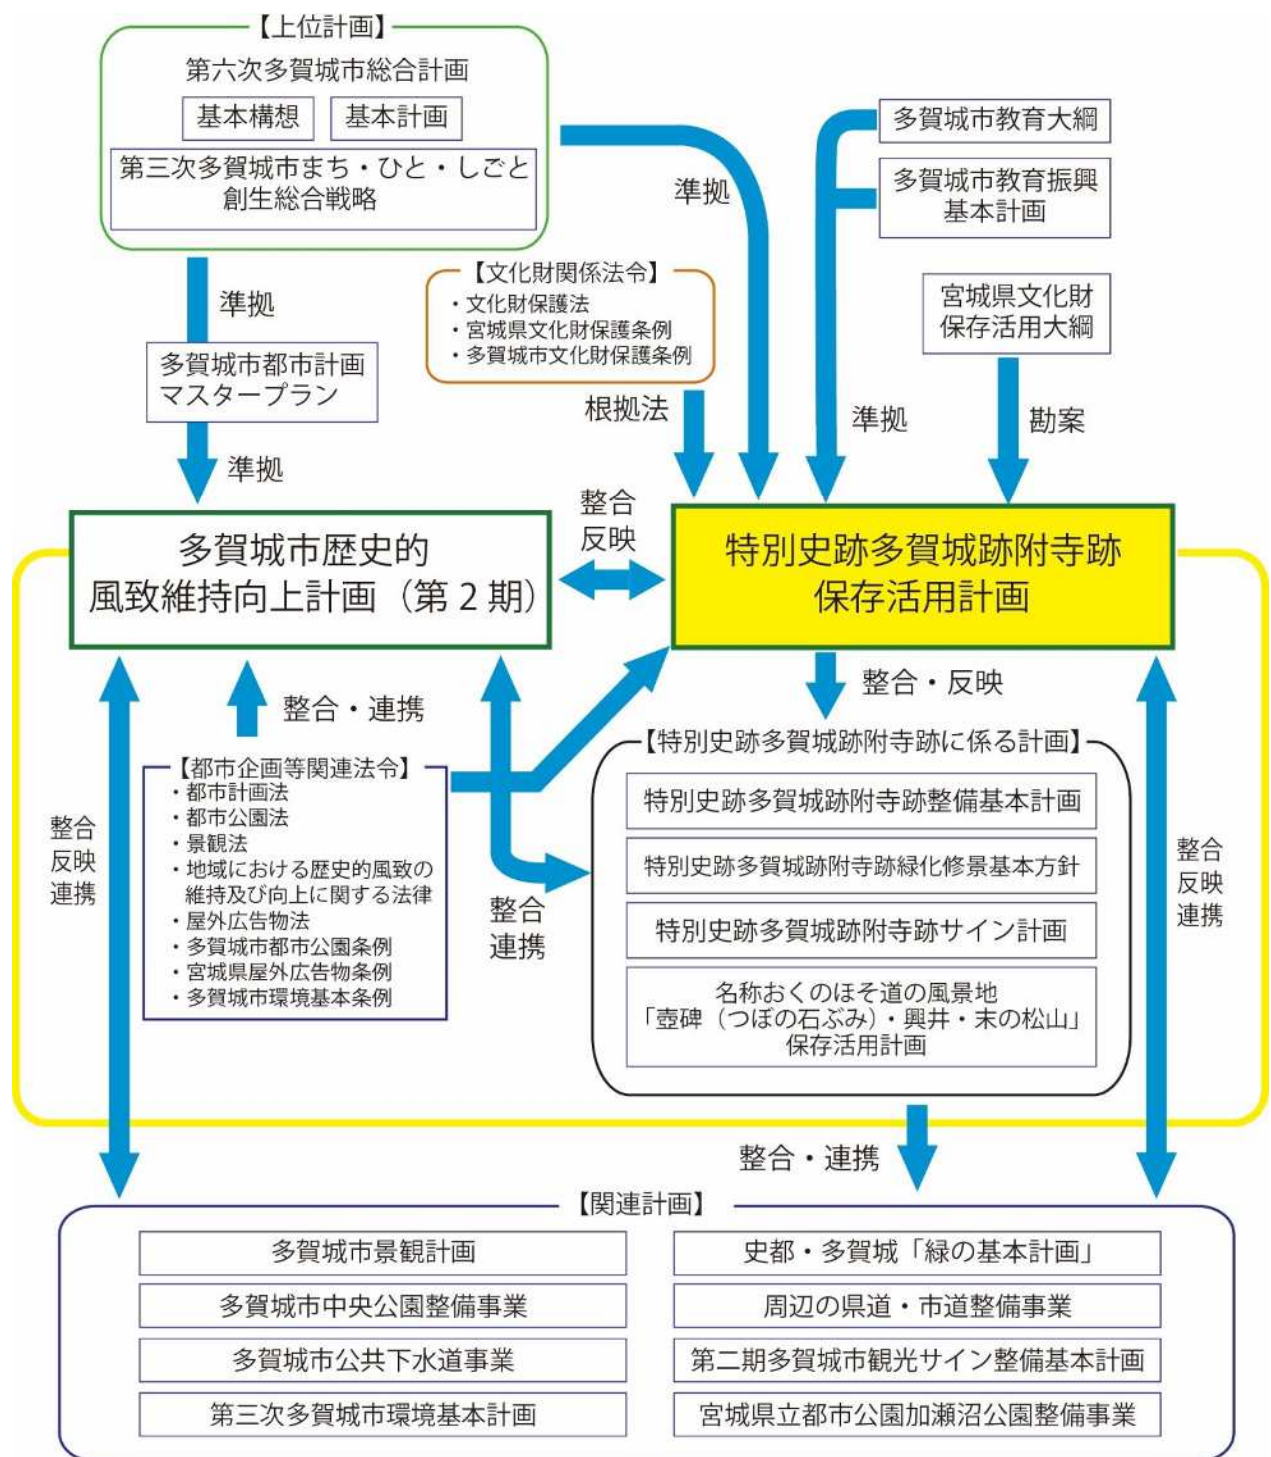 【上位計画】
第六次多賀城市総合計画
基本構想
基本計画
第三次多賀城市まち・ひと・しごと
創生総合戦略
準拠
多賀城市教育大綱
多賀城市教育振興
基本計画
【文化財関係法令】
・文化財保護法
・宮城県文化財保護条例
・多賀城市文化財保護条例
宮城県文化財
保存活用大綱
準拠
多賀城市都市計画
マスタープラン
準拠
根拠法
準拠
勘案
多賀城市歴史的
風致維持向上計画（第2期）
整合
反映
特別史跡多賀城跡附寺跡
保存活用計画
整合・連携
整合・反映
【都市企画等関連法令】
・都市計画法
・都市公園法
・景観法
・地域における歴史的風致の
維持及び向上に関する法律
・屋外広告物法
・多賀城市都市公園条例
・宮城県屋外広告物条例
・多賀城市環境基本条例
整合
反映
連携
整合
連携
【特別史跡多賀城跡附寺跡に係る計画】
特別史跡多賀城跡附寺跡整備基本計画
特別史跡多賀城跡附寺跡緑化修景基本方針
特別史跡多賀城跡附寺跡サイン計画
名称おくのほそ道の風景地
「壺碑（つぼの石ぶみ）・興井・末の松山」
保存活用計画
整合
反映
連携
整合・連携
【関連計画】
多賀城市景観計画
史都・多賀城「緑の基本計画」
多賀城市中央公園整備事業
周辺の県道・市道整備事業
多賀城市公共下水道事業
第二期多賀城市観光サイン整備基本計画
第三次多賀城市環境基本計画
宮城県立都市公園加瀬沼公園整備事業